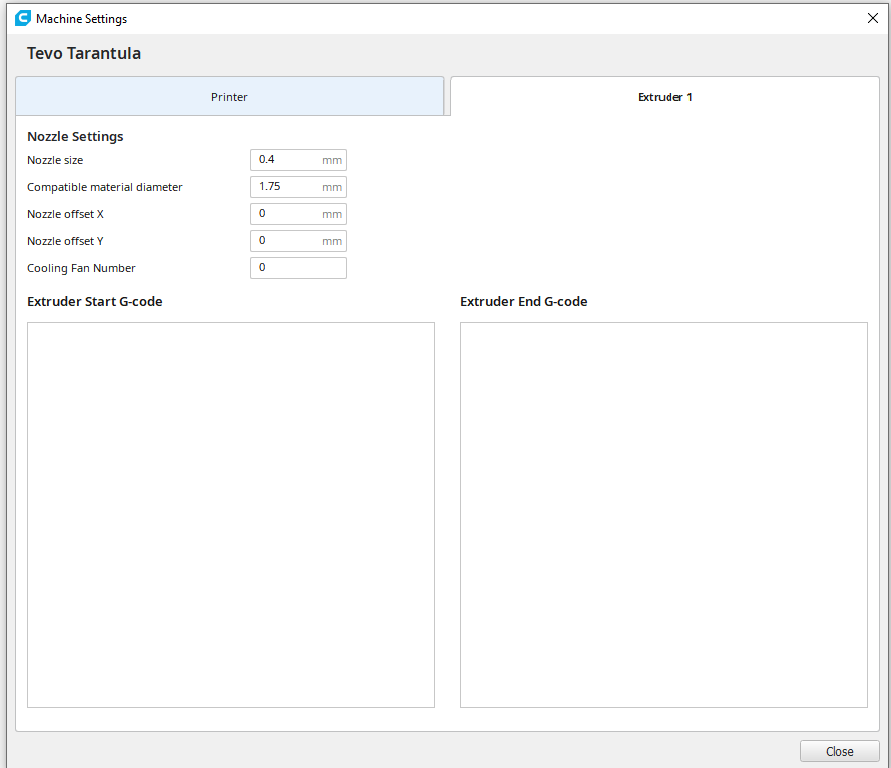 Machine Settings
Tevo Tarantula
Printer
Extruder 1
Nozzle Settings
Nozzle size 0.4 mm
Compatible material diameter 1.75 mm
Nozzle offset X 0 mm
Nozzle offset Y 0 mm
Cooling Fan Number 0
Extruder Start G-code
Extruder End G-code
Close